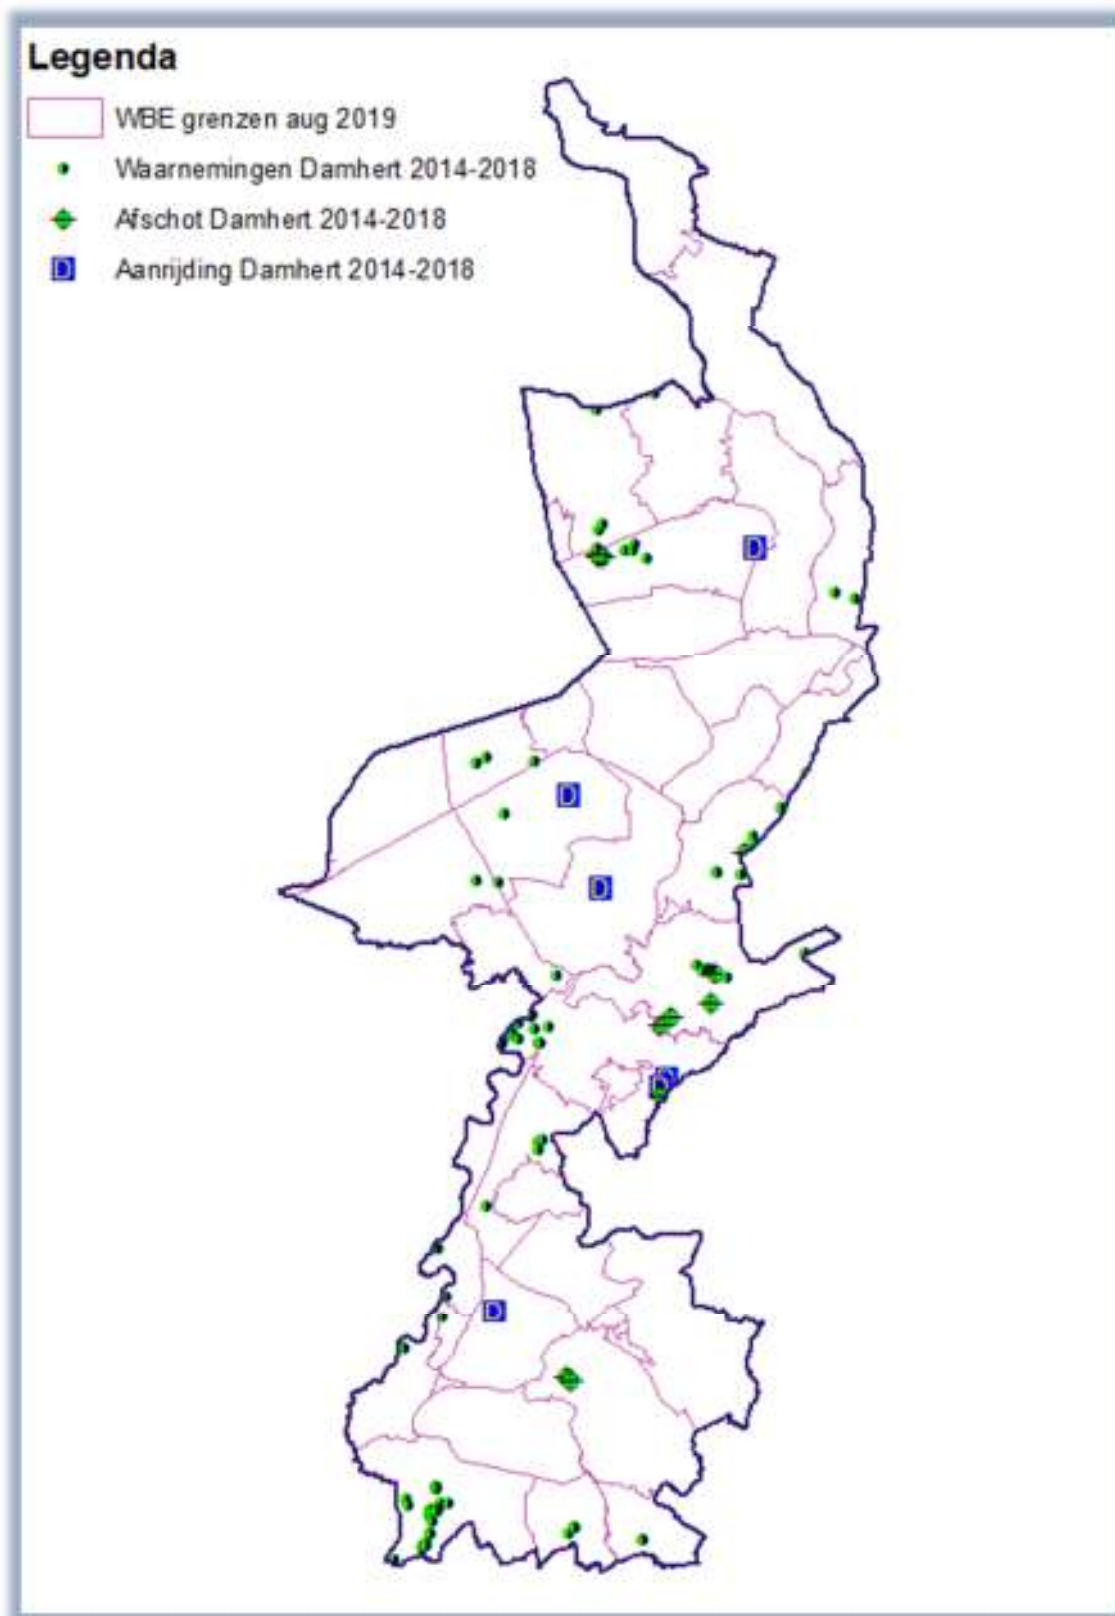 Legenda
WBE grenzen aug 2019
Waarnemingen Damhert 2014-2018
Afschot Damhert 2014-2018
D Aanrijding Damhert 2014-2018
D
D
D
D
D
D